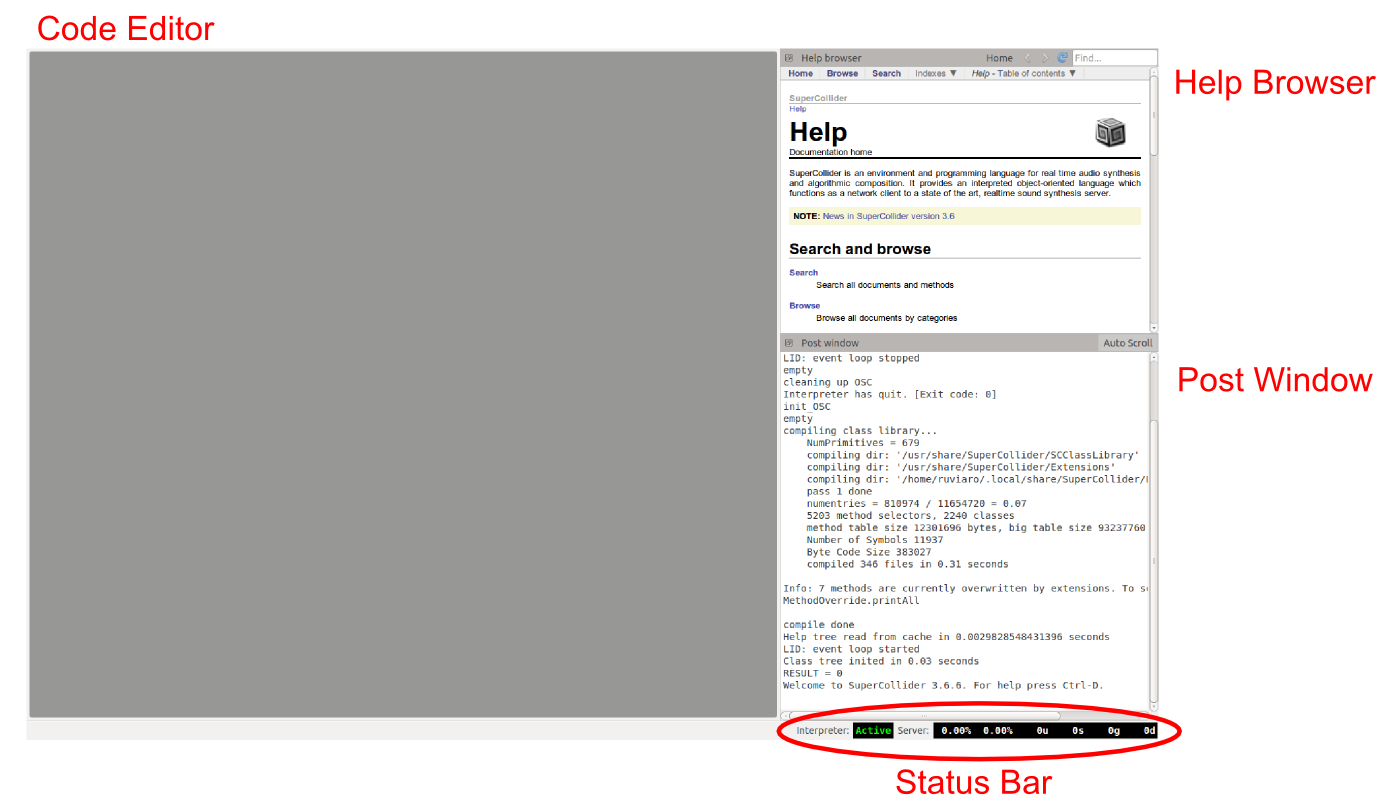 Code Editor
Help browser Home Find...
Home Browse Search Indexes ▼ Help - Table of contents ▼
Help Browser
SuperCollider
Help
Help
Documentation home
SuperCollider is an environment and programming language for real time audio synthesis
and algorithmic composition. It provides an interpreted object-oriented language which
functions as a network client to a state of the art, realtime sound synthesis server.
NOTE: News in SuperCollider version 3.6
Search and browse
Search
Search all documents and methods
Browse
Browse all documents by categories
Post window Auto Scroll
Post Window
LID: event loop stopped
empty
cleaning up OSC
Interpreter has quit. [Exit code: 0]
init_OSC
empty
compiling class library...
NumPrimitives = 679
compiling dir: '/usr/share/SuperCollider/SCClassLibrary'
compiling dir: '/usr/share/SuperCollider/Extensions'
compiling dir: '/home/ruviaro/.local/share/SuperCollider/
pass 1 done
numentries = 810974 / 11654720 = 0.07
5203 method selectors, 2240 classes
method table size 12301696 bytes, big table size 93237760
Number of Symbols 11937
Byte Code Size 383027
compiled 346 files in 0.31 seconds
Info: 7 methods are currently overwritten by extensions. To
MethodOverride.printAll
compile done
Help tree read from cache in 0.0029828548431396 seconds
LID: event loop started
Class tree inited in 0.03 seconds
RESULT = 0
Welcome to SuperCollider 3.6.6. For help press Ctrl-D.
Interpreter: Active Server: 0.00% 0.00% 0u 0s 0g 0d
Status Bar